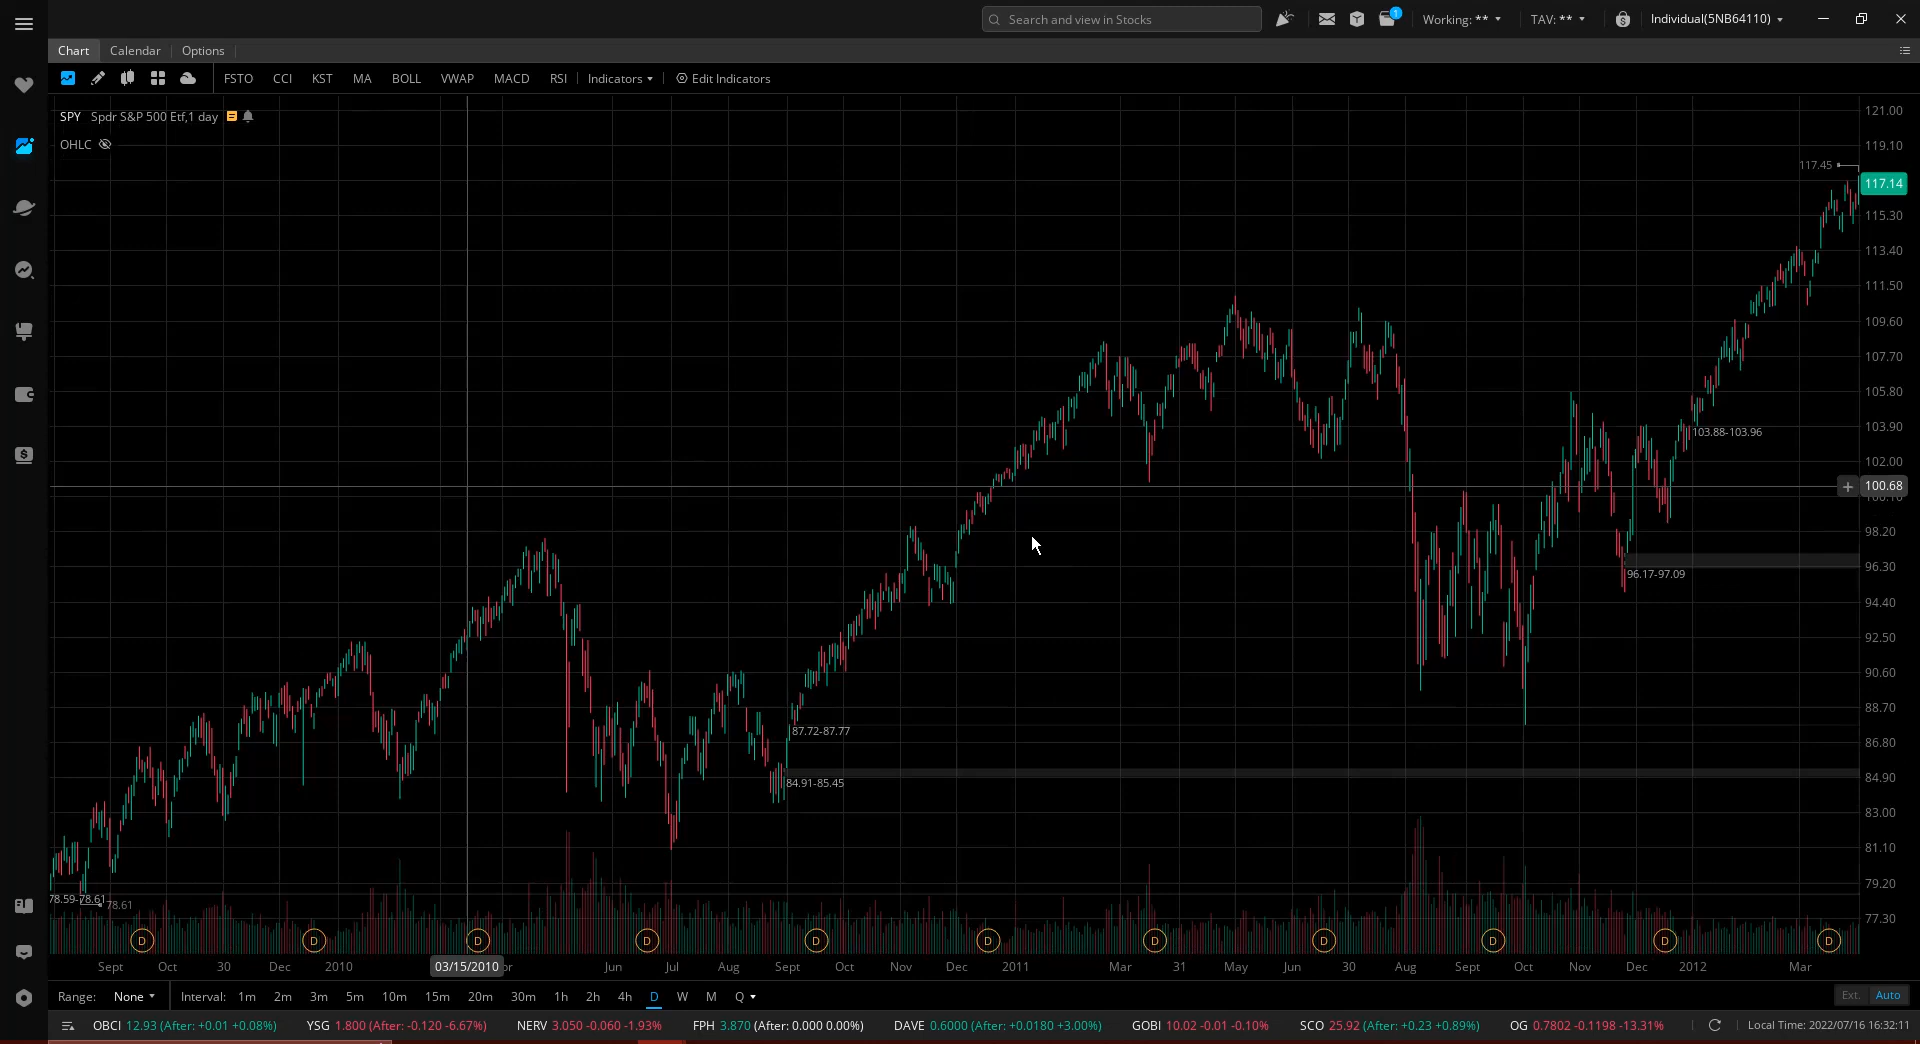 Search and view in Stocks
1
Working: **
TAV: **
Individual(5NB64110)
Chart
Calendar
Options
FSTO CCI KST MA BOLL VWAP MACD RSI Indicators Edit Indicators
SPY Spdr S&P 500 Etf,1 day
OHLC
121.00
119.10
117.45
117.14
115.30
113.40
111.50
109.60
107.70
105.80
103.90
103.88-103.96
102.00
100.68
98.20
96.30
96.17-97.09
94.40
92.50
90.60
88.70
87.72-87.77
86.80
84.90
84.91-85.45
83.00
81.10
79.20
78.59-78.61
78.61
77.30
D D D D D D D D D D D
Sept Oct 30 Dec 2010 03/15/2010 Jun Jul Aug Sept Oct Nov Dec 2011 Mar 31 May Jun 30 Aug Sept Oct Nov Dec 2012 Mar
Range: None Interval: 1m 2m 3m 5m 10m 15m 20m 30m 1h 2h 4h D W M Q Ext. Auto
OBCI 12.93 (After: +0.01 +0.08%) YSG 1.800 (After: -0.120 -6.67%) NERV 3.050 -0.060 -1.93% FPH 3.870 (After: 0.000 0.00%) DAVE 0.6000 (After: +0.0180 +3.00%) GOBI 10.02 -0.01 -0.10% SCO 25.92 (After: +0.23 +0.89%) OG 0.7802 -0.1198 -13.31% Local Time: 2022/07/16 16:32:11